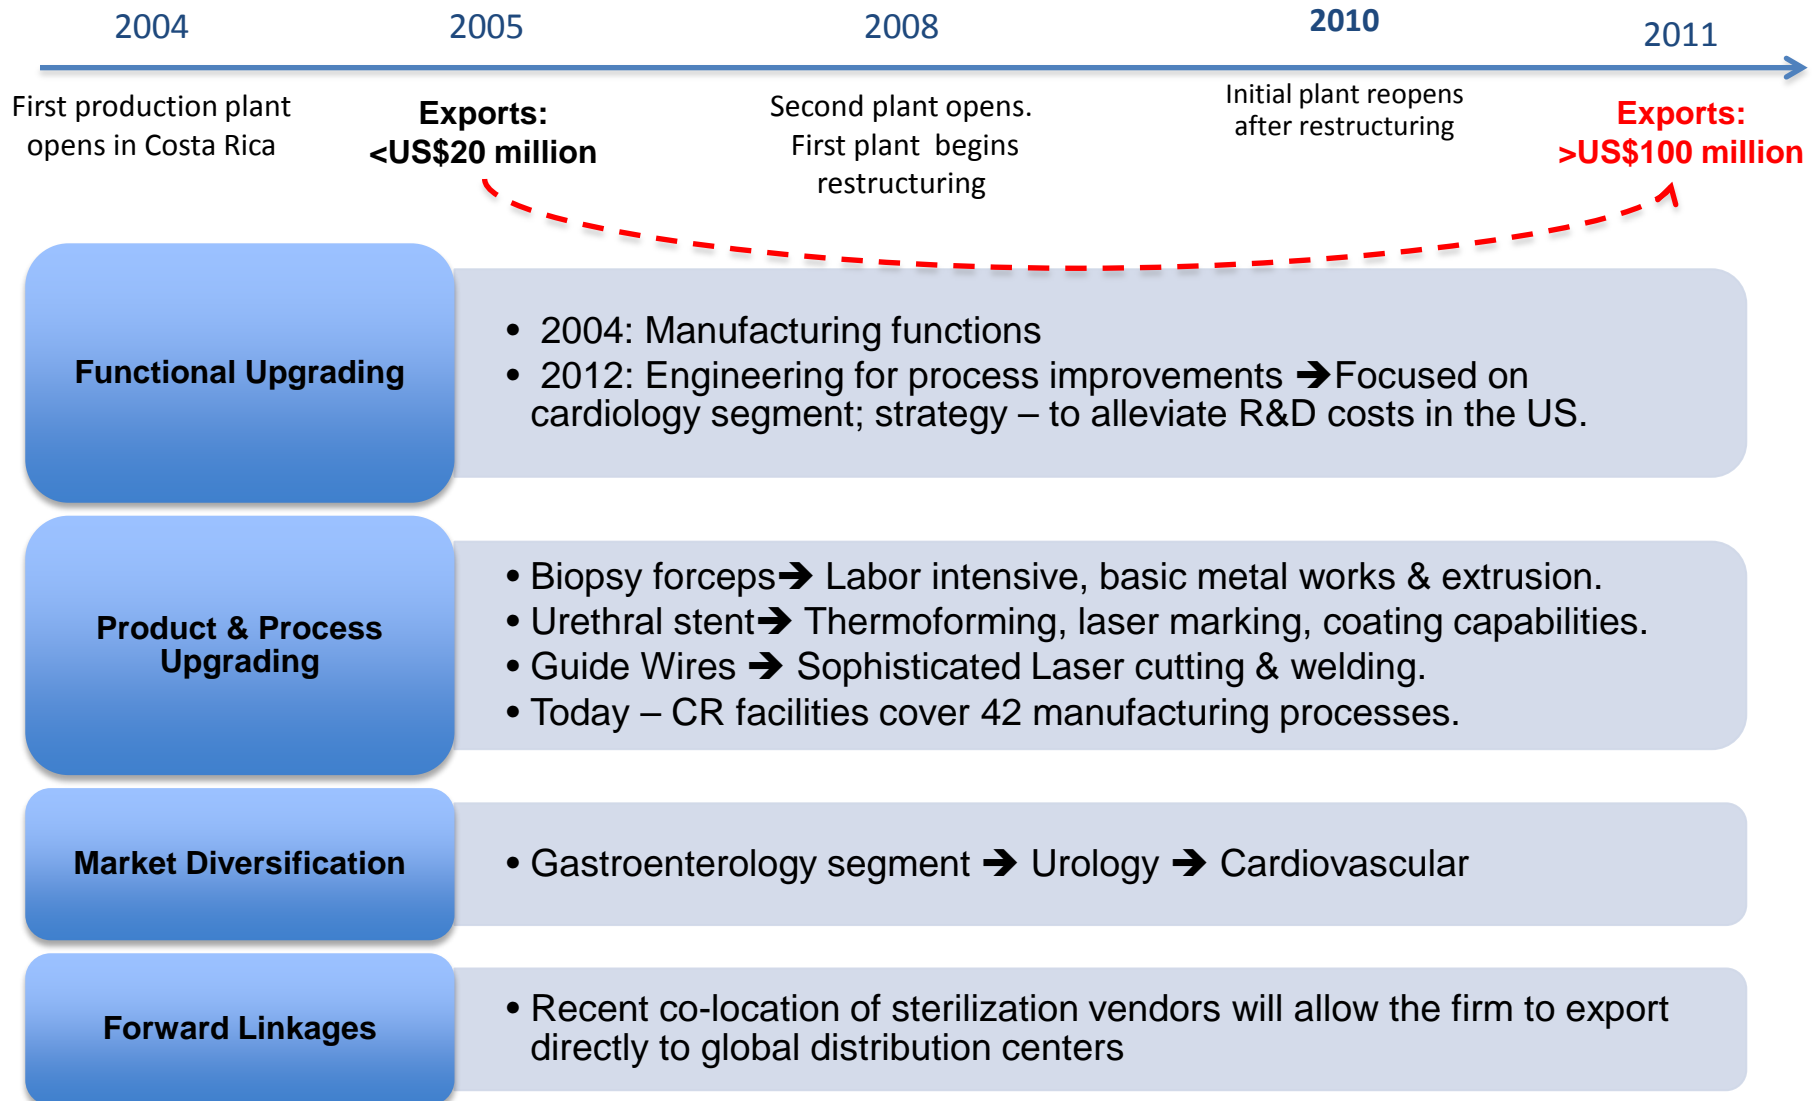 2004
2005
2008
2010
2011
First production plant
opens in Costa Rica
Exports:
<US$20 million
Second plant opens.
First plant begins
restructuring
Initial plant reopens
after restructuring
Exports:
>US$100 million
Functional Upgrading
• 2004: Manufacturing functions
• 2012: Engineering for process improvements ➔Focused on
cardiology segment; strategy – to alleviate R&D costs in the US.
Product & Process
Upgrading
• Biopsy forceps➔ Labor intensive, basic metal works & extrusion.
• Urethral stent➔ Thermoforming, laser marking, coating capabilities.
• Guide Wires ➔ Sophisticated Laser cutting & welding.
• Today – CR facilities cover 42 manufacturing processes.
Market Diversification
• Gastroenterology segment ➔ Urology ➔ Cardiovascular
Forward Linkages
• Recent co-location of sterilization vendors will allow the firm to export
directly to global distribution centers